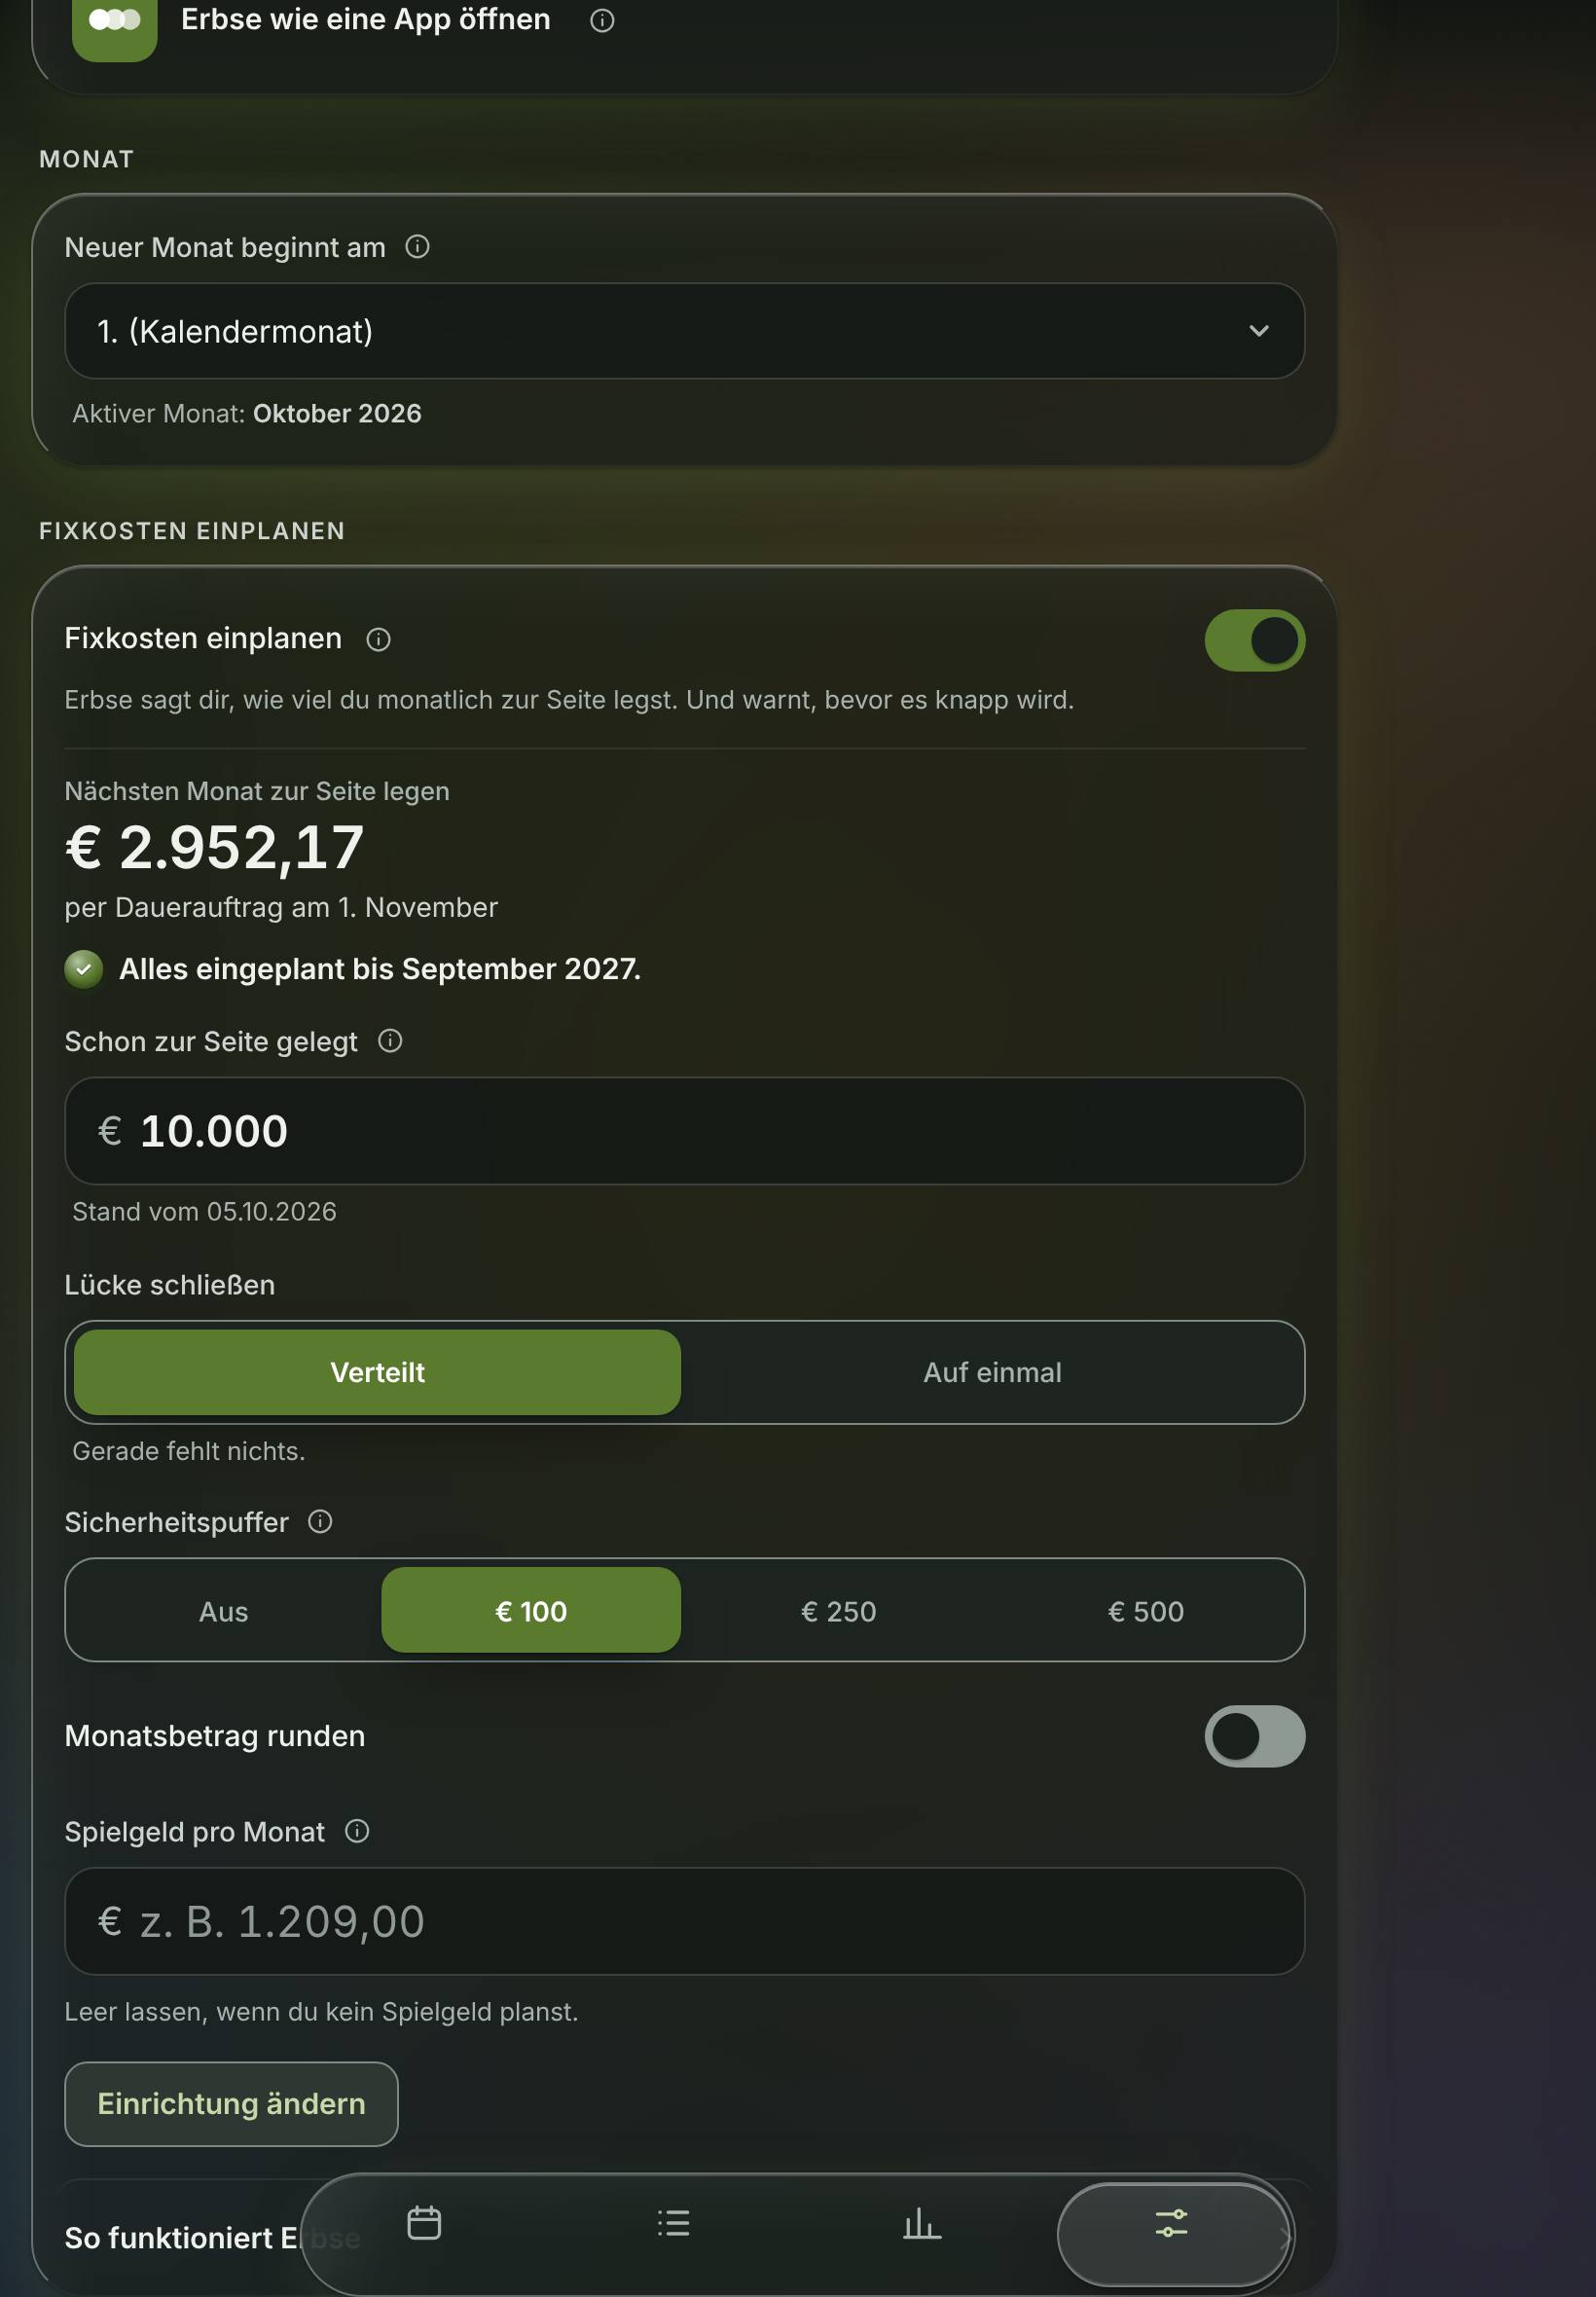 Erbse wie eine App öffnen
MONAT
Neuer Monat beginnt am
1. (Kalendermonat)
Aktiver Monat: Oktober 2026
FIXKOSTEN EINPLANEN
Fixkosten einplanen
Erbse sagt dir, wie viel du monatlich zur Seite legst. Und warnt, bevor es knapp wird.
Nächsten Monat zur Seite legen
€ 2.952,17
per Dauerauftrag am 1. November
Alles eingeplant bis September 2027.
Schon zur Seite gelegt
€ 10.000
Stand vom 05.10.2026
Lücke schließen
Verteilt Auf einmal
Gerade fehlt nichts.
Sicherheitspuffer
Aus € 100 € 250 € 500
Monatsbetrag runden
Spielgeld pro Monat
€ z. B. 1.209,00
Leer lassen, wenn du kein Spielgeld planst.
Einrichtung ändern
So funktioniert Erbse